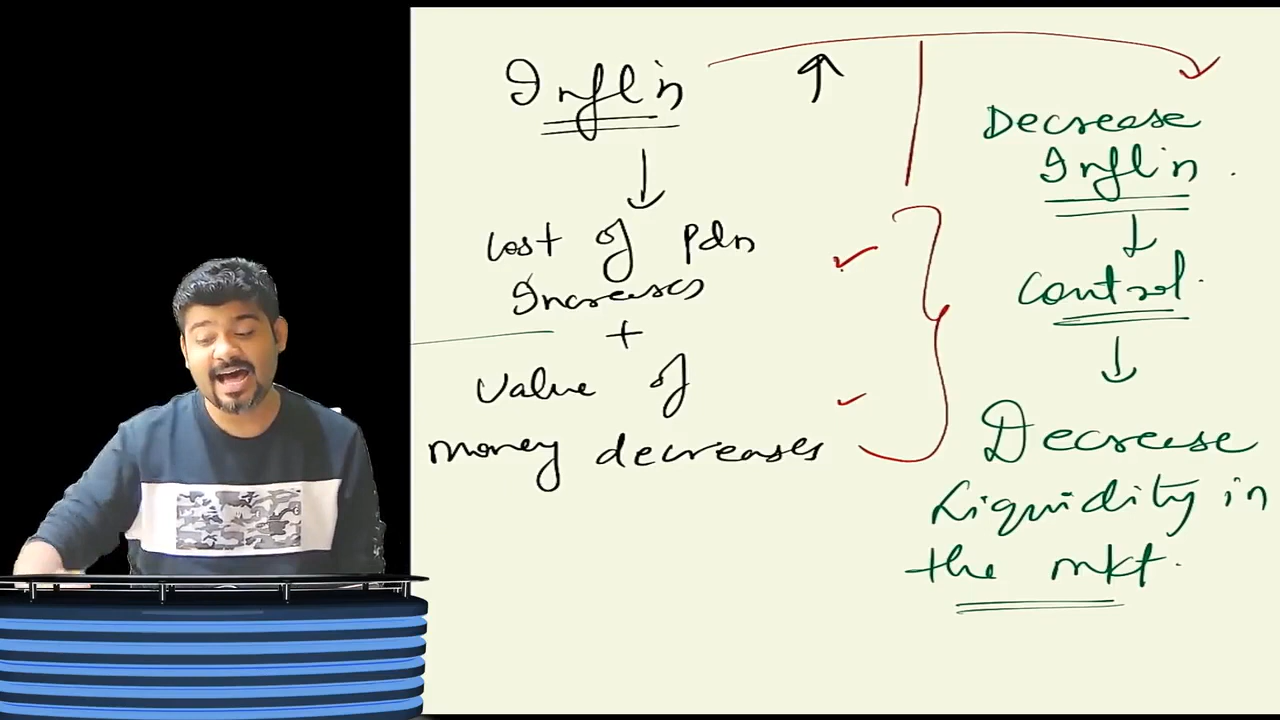 Infl'n ↑
↓
Cost of Pdn
Increases
+
Value of
money decreases
Decrease
Infl'n.
↓
Control.
↓
Decrease
Liquidity in
the mkt.